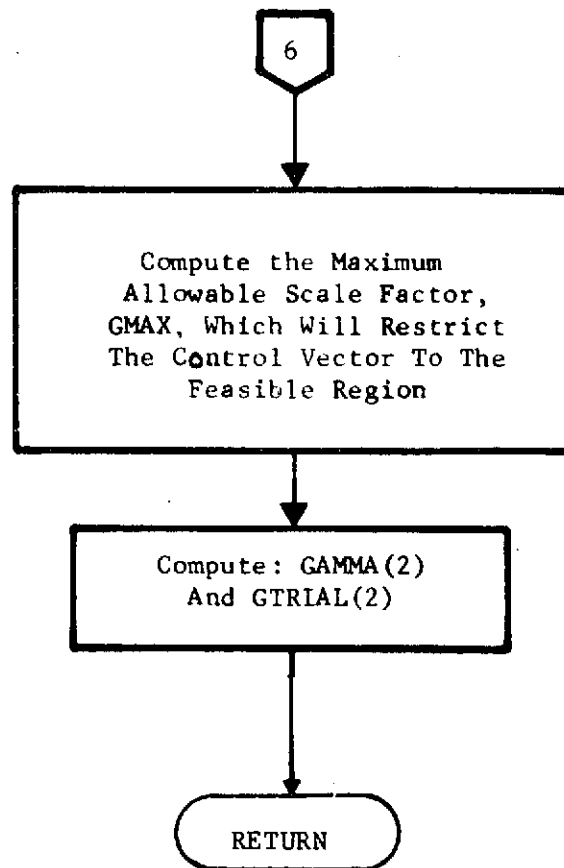 6
Compute the Maximum
Allowable Scale Factor,
GMAX, Which Will Restrict
The Control Vector To The
Feasible Region
Compute: GAMMA(2)
And GTRIAL(2)
RETURN